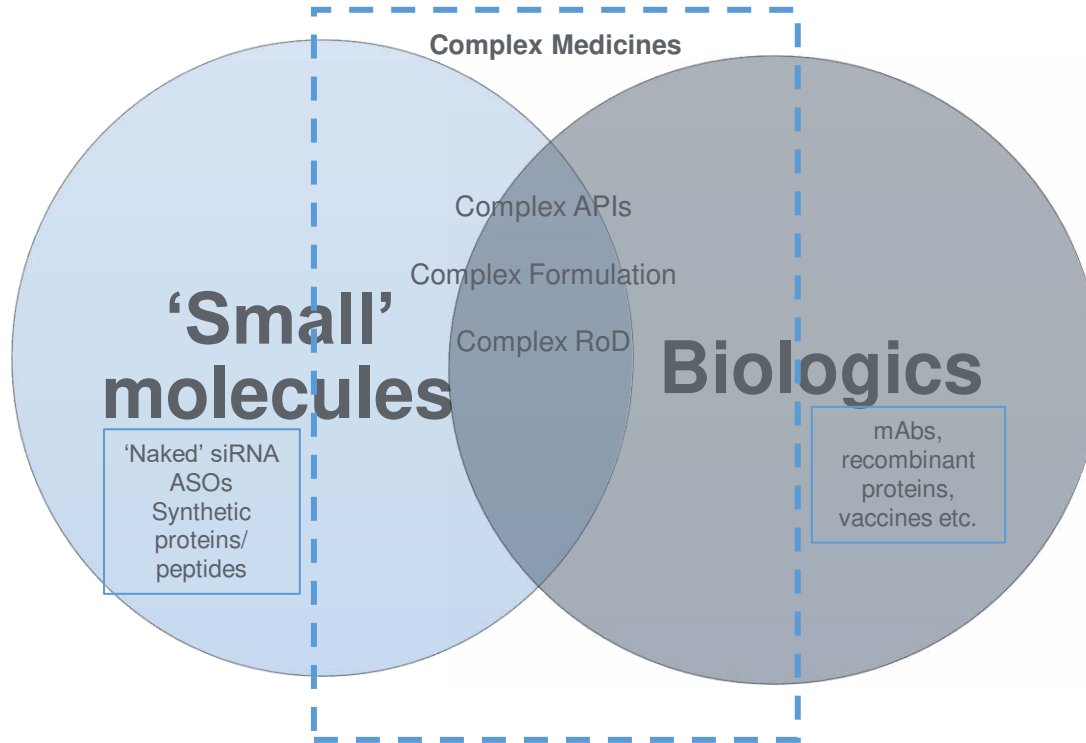 Complex Medicines
Complex APIs
Complex Formulation
Complex RoD
‘Small’
molecules
Biologics
‘Naked’ siRNA
ASOs
Synthetic
proteins/
peptides
mAbs,
recombinant
proteins,
vaccines etc.